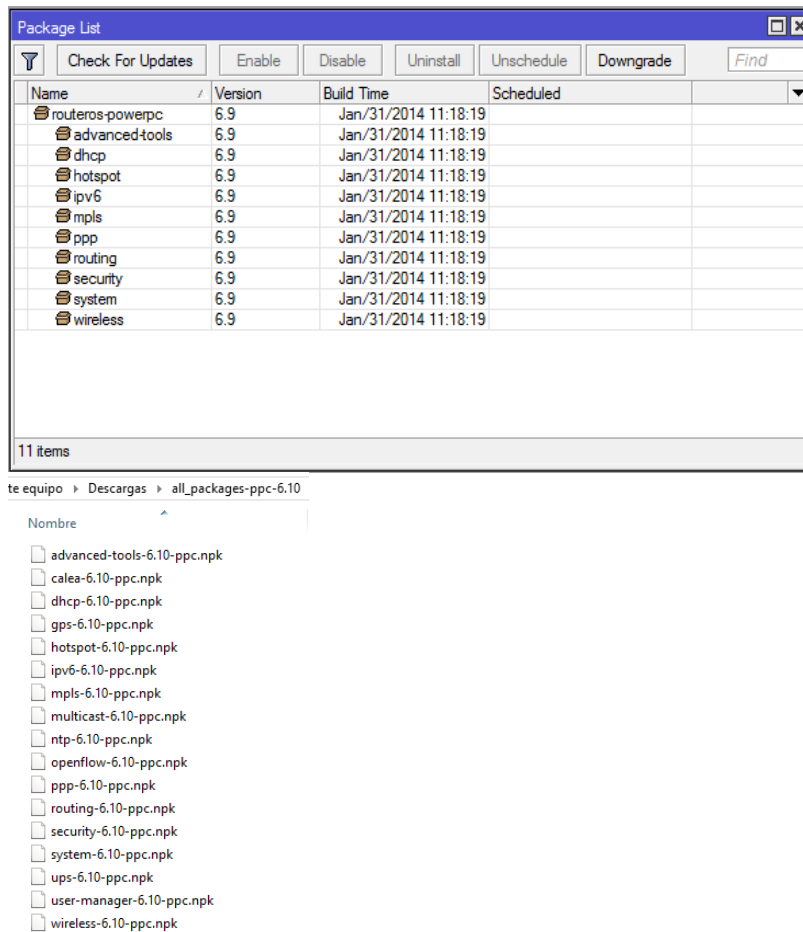 Package List
Check For Updates Enable Disable Uninstall Unschedule Downgrade Find
Name Version Build Time Scheduled
routeros-powerpc 6.9 Jan/31/2014 11:18:19
advanced-tools 6.9 Jan/31/2014 11:18:19
dhcp 6.9 Jan/31/2014 11:18:19
hotspot 6.9 Jan/31/2014 11:18:19
ipv6 6.9 Jan/31/2014 11:18:19
mpls 6.9 Jan/31/2014 11:18:19
ppp 6.9 Jan/31/2014 11:18:19
routing 6.9 Jan/31/2014 11:18:19
security 6.9 Jan/31/2014 11:18:19
system 6.9 Jan/31/2014 11:18:19
wireless 6.9 Jan/31/2014 11:18:19
11 items
te equipo Descargas all_packages-ppc-6.10
Nombre
advanced-tools-6.10-ppc.npk
calea-6.10-ppc.npk
dhcp-6.10-ppc.npk
gps-6.10-ppc.npk
hotspot-6.10-ppc.npk
ipv6-6.10-ppc.npk
mpls-6.10-ppc.npk
multicast-6.10-ppc.npk
ntp-6.10-ppc.npk
openflow-6.10-ppc.npk
ppp-6.10-ppc.npk
routing-6.10-ppc.npk
security-6.10-ppc.npk
system-6.10-ppc.npk
ups-6.10-ppc.npk
user-manager-6.10-ppc.npk
wireless-6.10-ppc.npk